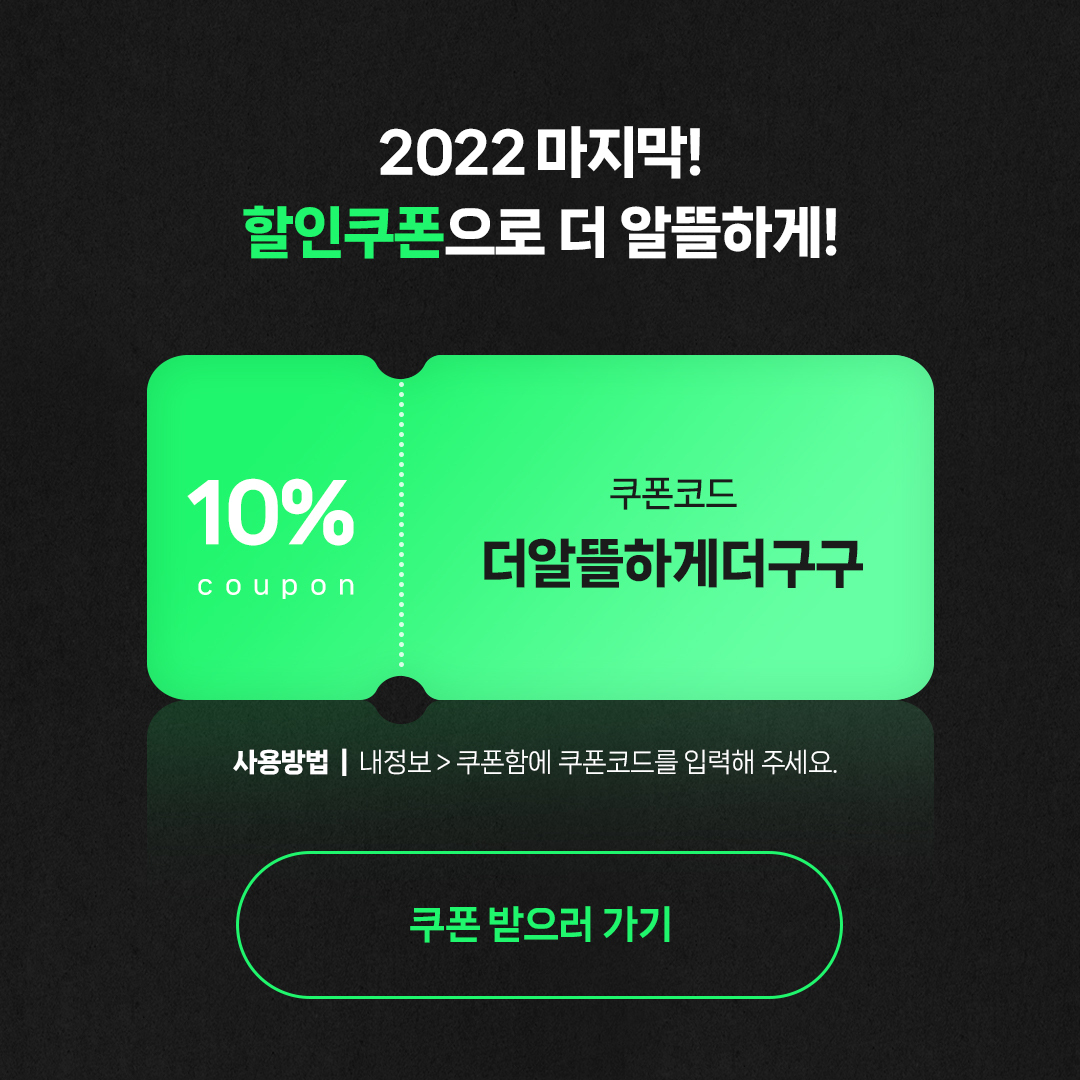 2022 마지막!
할인쿠폰으로 더 알뜰하게!
10%
coupon
쿠폰코드
더알뜰하게더구구
사용방법 | 내정보 > 쿠폰함에 쿠폰코드를 입력해 주세요.
쿠폰 받으러 가기